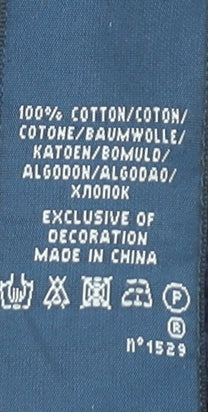 100% COTTON/COTON/
COTONE/BAUMWOLLE/
KATOEN/BOMULD/
ALGODON/ALGODAO/
ХЛОПОК
EXCLUSIVE OF
DECORATION
MADE IN CHINA
P
®
n°1529